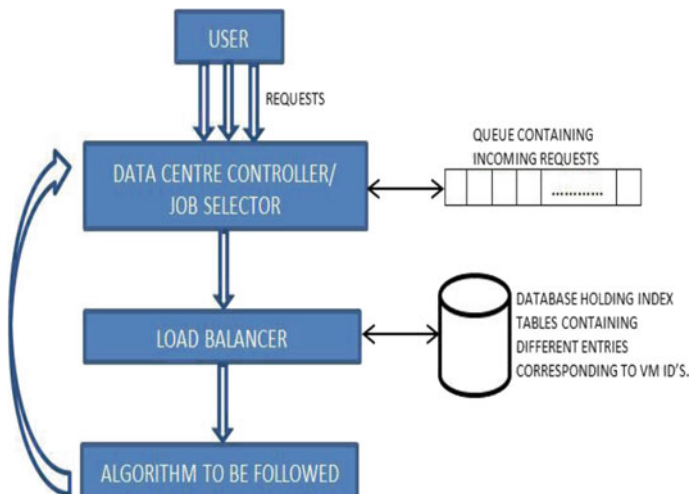 USER
REQUESTS
QUEUE CONTAINING
INCOMING REQUESTS
DATA CENTRE CONTROLLER/
JOB SELECTOR
............
LOAD BALANCER
DATABASE HOLDING INDEX
TABLES CONTAINING
DIFFERENT ENTRIES
CORRESPONDING TO VM ID'S.
ALGORITHM TO BE FOLLOWED